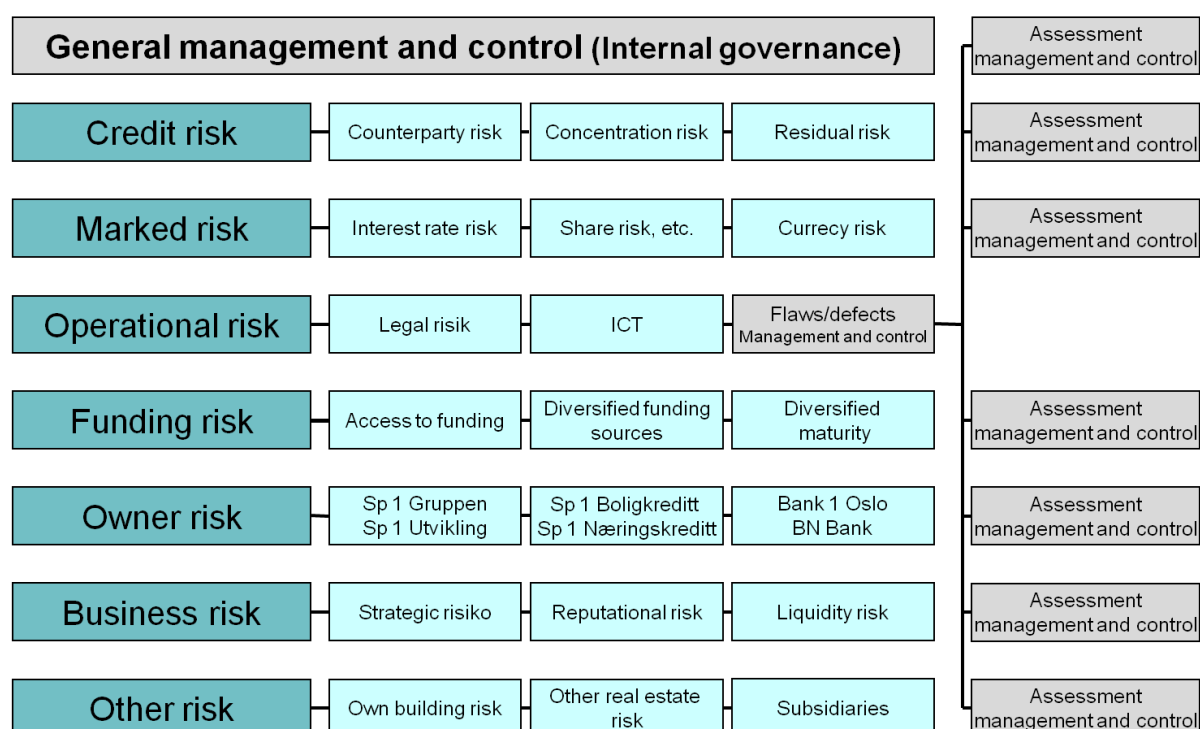 General management and control (Internal governance)
Assessment
management and control
Credit risk
Counterparty risk
Concentration risk
Residual risk
Assessment
management and control
Marked risk
Interest rate risk
Share risk, etc.
Currecy risk
Assessment
management and control
Operational risk
Legal risik
ICT
Flaws/defects
Management and control
Funding risk
Access to funding
Diversified funding
sources
Diversified
maturity
Assessment
management and control
Owner risk
Sp 1 Gruppen
Sp 1 Utvikling
Sp 1 Boligkreditt
Sp 1 Næringskreditt
Bank 1 Oslo
BN Bank
Assessment
management and control
Business risk
Strategic risiko
Reputational risk
Liquidity risk
Assessment
management and control
Other risk
Own building risk
Other real estate
risk
Subsidiaries
Assessment
management and control